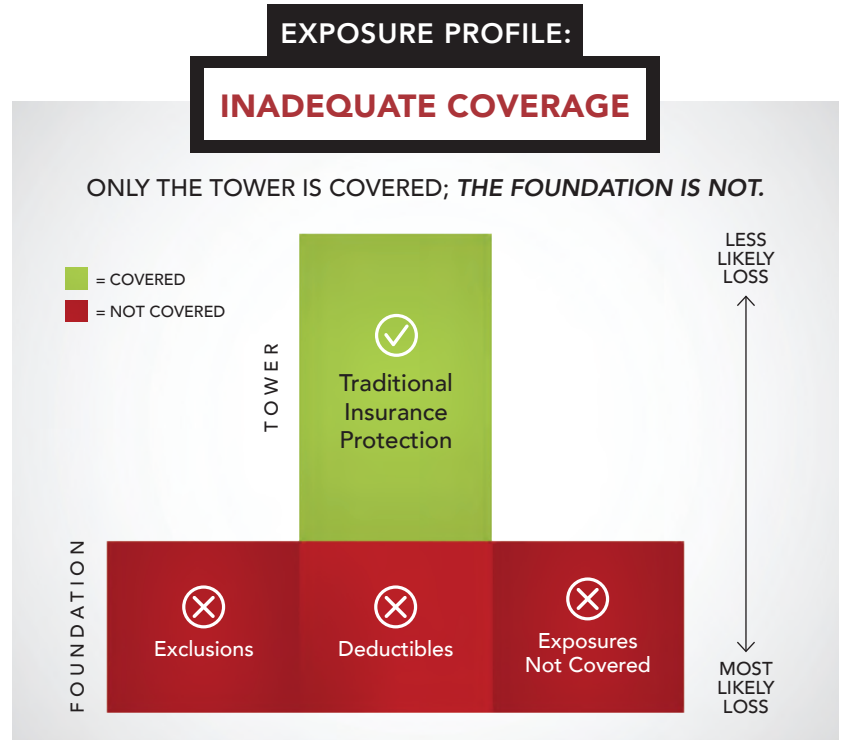 EXPOSURE PROFILE:
INADEQUATE COVERAGE
ONLY THE TOWER IS COVERED; THE FOUNDATION IS NOT.
= COVERED
= NOT COVERED
TOWER
Traditional
Insurance
Protection
LESS
LIKELY
LOSS
FOUNDATION
Exclusions
Deductibles
Exposures
Not Covered
MOST
LIKELY
LOSS